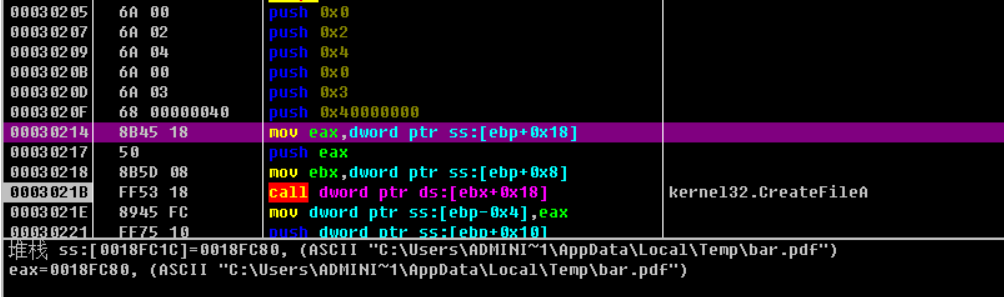 00030205 6A 00 push 0x0
00030207 6A 02 push 0x2
00030209 6A 04 push 0x4
0003020B 6A 00 push 0x0
0003020D 6A 03 push 0x3
0003020F 68 00000040 push 0x40000000
00030214 8B45 18 mov eax,dword ptr ss:[ebp+0x18]
00030217 50 push eax
00030218 8B5D 08 mov ebx,dword ptr ss:[ebp+0x8]
0003021B FF53 18 call dword ptr ds:[ebx+0x18] kernel32.CreateFileA
0003021E 8945 FC mov dword ptr ss:[ebp-0x4],eax
00030221 FF75 10 push dword ptr ss:[ebp+0x10]
堆栈 ss:[0018FC1C]=0018FC80, (ASCII "C:\Users\ADMINI~1\AppData\Local\Temp\bar.pdf")
eax=0018FC80, (ASCII "C:\Users\ADMINI~1\AppData\Local\Temp\bar.pdf")